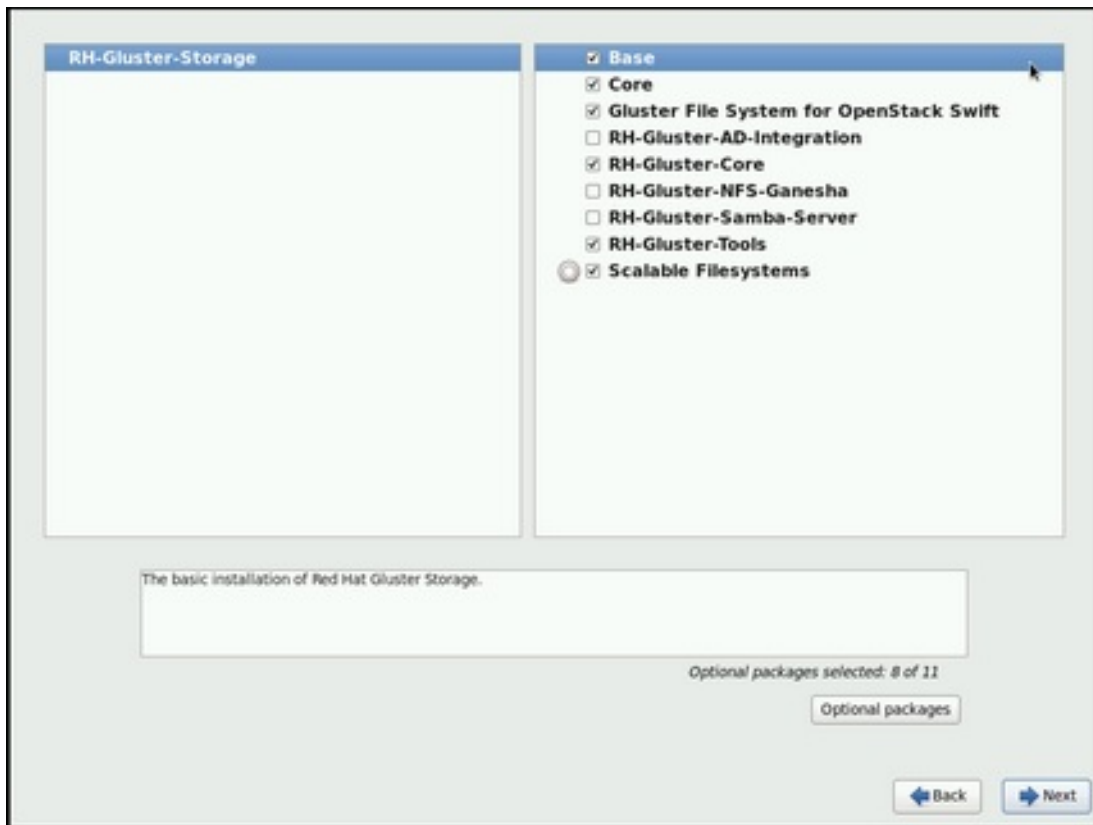 RH-Gluster-Storage
Base
Core
Gluster File System for OpenStack Swift
RH-Gluster-AD-Integration
RH-Gluster-Core
RH-Gluster-NFS-Ganesha
RH-Gluster-Samba-Server
RH-Gluster-Tools
Scalable Filesystems
The basic installation of Red Hat Gluster Storage.
Optional packages selected: 8 of 11
Optional packages
Back
Next